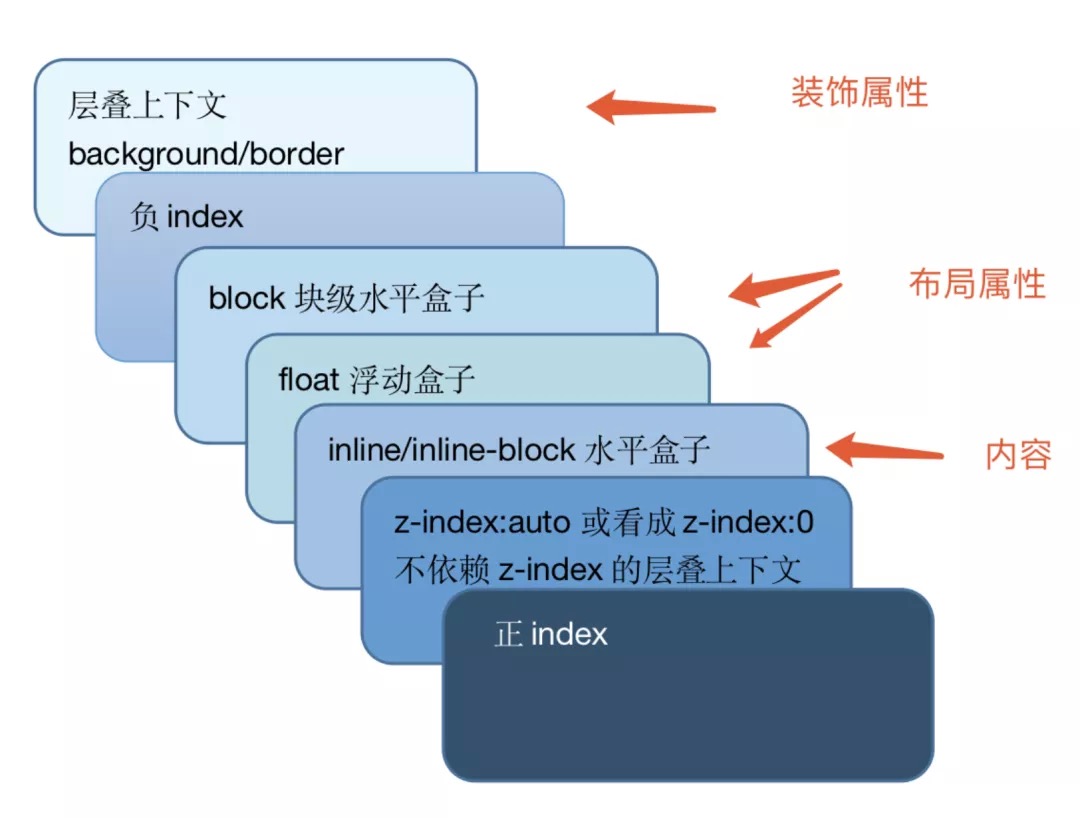 层叠上下文
background/border
装饰属性
负 index
block 块级水平盒子
布局属性
float 浮动盒子
inline/inline-block 水平盒子
内容
z-index:auto 或看成 z-index:0
不依赖 z-index 的层叠上下文
正 index